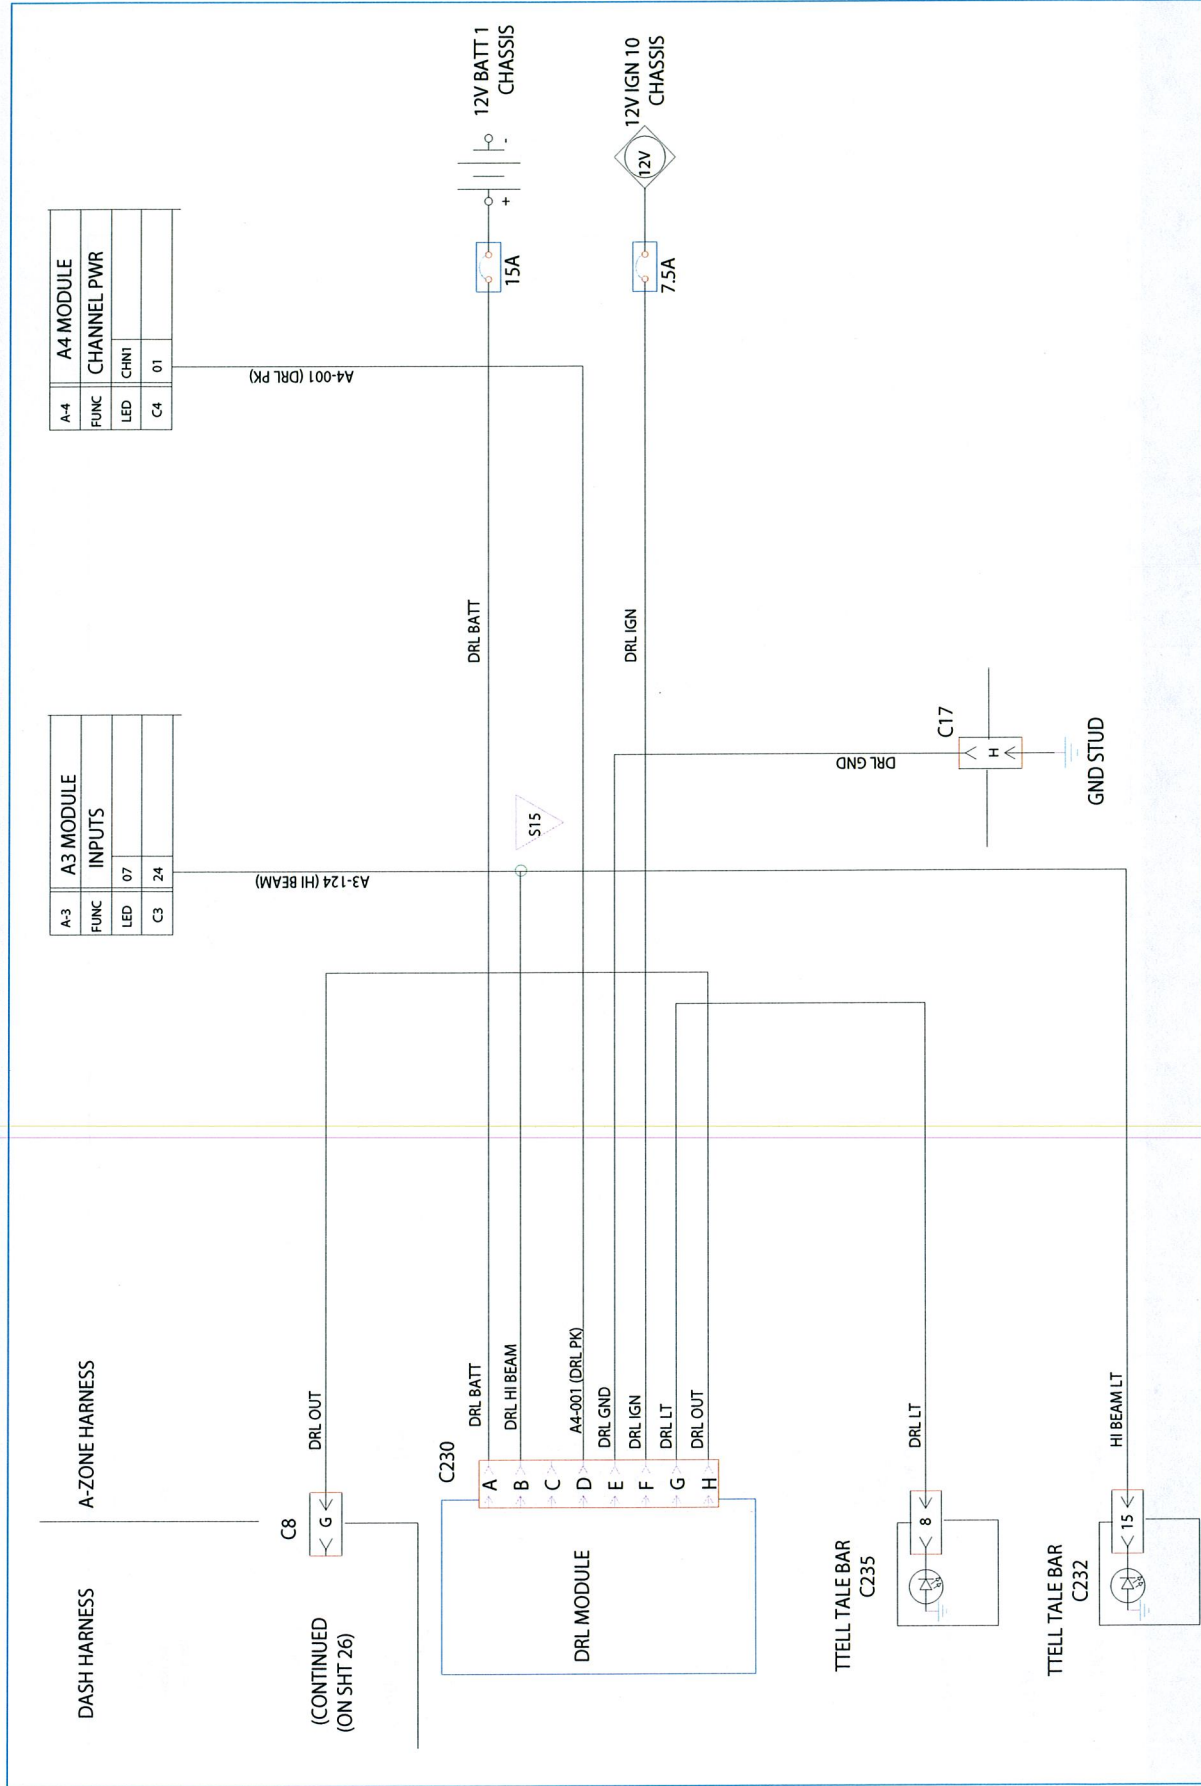 DASH HARNESS
A-ZONE HARNESS
A-3
A3 MODULE
FUNC
INPUTS
LED
07
C3
24
A-4
A4 MODULE
FUNC
CHANNEL PWR
LED
CHN1
C4
01
A3-124 (HI BEAM)
A4-001 (DRL PK)
(CONTINUED
(ON SHT 26)
C8
G
DRL OUT
12V BATT 1
CHASSIS
+
-
15A
12V IGN 10
CHASSIS
12V
7.5A
DRL BATT
DRL IGN
S15
C230
DRL MODULE
A
DRL BATT
B
DRL HI BEAM
C
D
A4-001 (DRL PK)
E
DRL GND
F
DRL IGN
G
DRL LT
H
DRL OUT
DRL GND
C17
H
GND STUD
TTELL TALE BAR
C235
8
DRL LT
TTELL TALE BAR
C232
15
HI BEAM LT